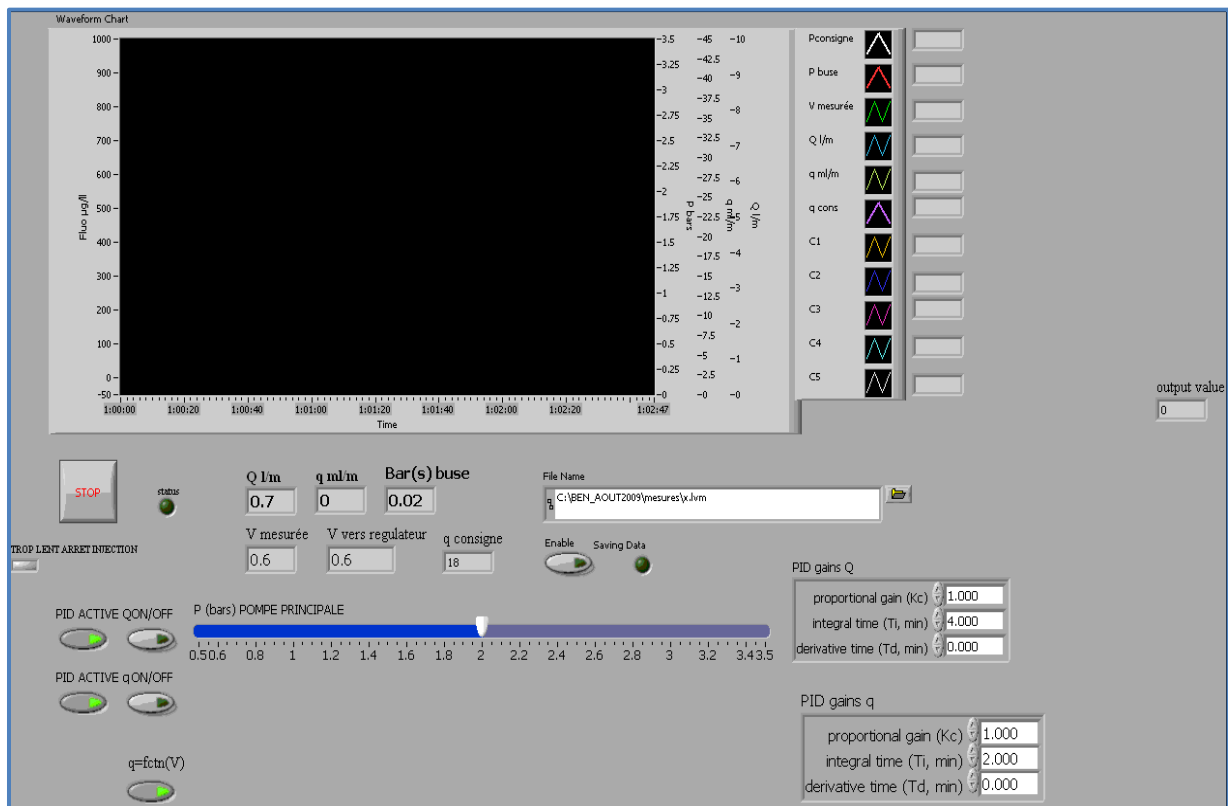 Waveform Chart
Fluo µg/l
1000
900
800
700
600
500
400
300
200
100
0
-50
3.5
3.25
3
2.75
2.5
2.25
2
1.75
1.5
1.25
1
0.75
0.5
0.25
0
P bars
45
42.5
40
37.5
35
32.5
30
27.5
25
22.5
20
17.5
15
12.5
10
7.5
5
2.5
0
q ml/m
10
9
8
7
6
5
4
3
2
1
0
Q l/m
1:00:00 1:00:20 1:00:40 1:01:00 1:01:20 1:01:40 1:02:00 1:02:20 1:02:47
Time
Pconsigne
P buse
V mesurée
Q l/m
q ml/m
q cons
C1
C2
C3
C4
C5
output value
0
STOP
status
Q l/m q ml/m Bar(s) buse
0.7 0 0.02
V mesurée V vers regulateur q consigne
0.6 0.6 18
File Name
C:\BEN_AOUT2009\mesures\x.lvm
Enable Saving Data
TROP LENT ARRET INJECTION
PID ACTIVE QON/OFF
P (bars) POMPE PRINCIPALE
0.5 0.6 0.8 1 1.2 1.4 1.6 1.8 2 2.2 2.4 2.6 2.8 3 3.2 3.4 3.5
PID ACTIVE qON/OFF
q=fctn(V)
PID gains Q
proportional gain (Kc) 1.000
integral time (Ti, min) 4.000
derivative time (Td, min) 0.000
PID gains q
proportional gain (Kc) 1.000
integral time (Ti, min) 2.000
derivative time (Td, min) 0.000